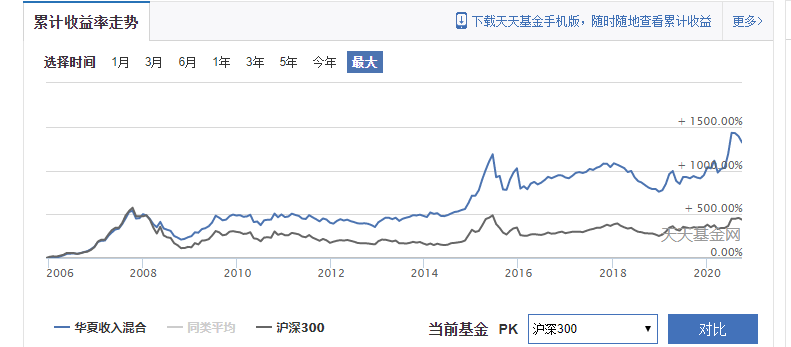 累计收益率走势
下载天天基金手机版，随时随地查看累计收益
更多>
选择时间 1月 3月 6月 1年 3年 5年 今年 最大
+ 1500.00%
+ 1000.00%
+ 500.00%
天天基金网
0.00%
2006 2008 2010 2012 2014 2016 2018 2020
华夏收入混合 同类平均 沪深300
当前基金 PK 沪深300 ▼ 对比